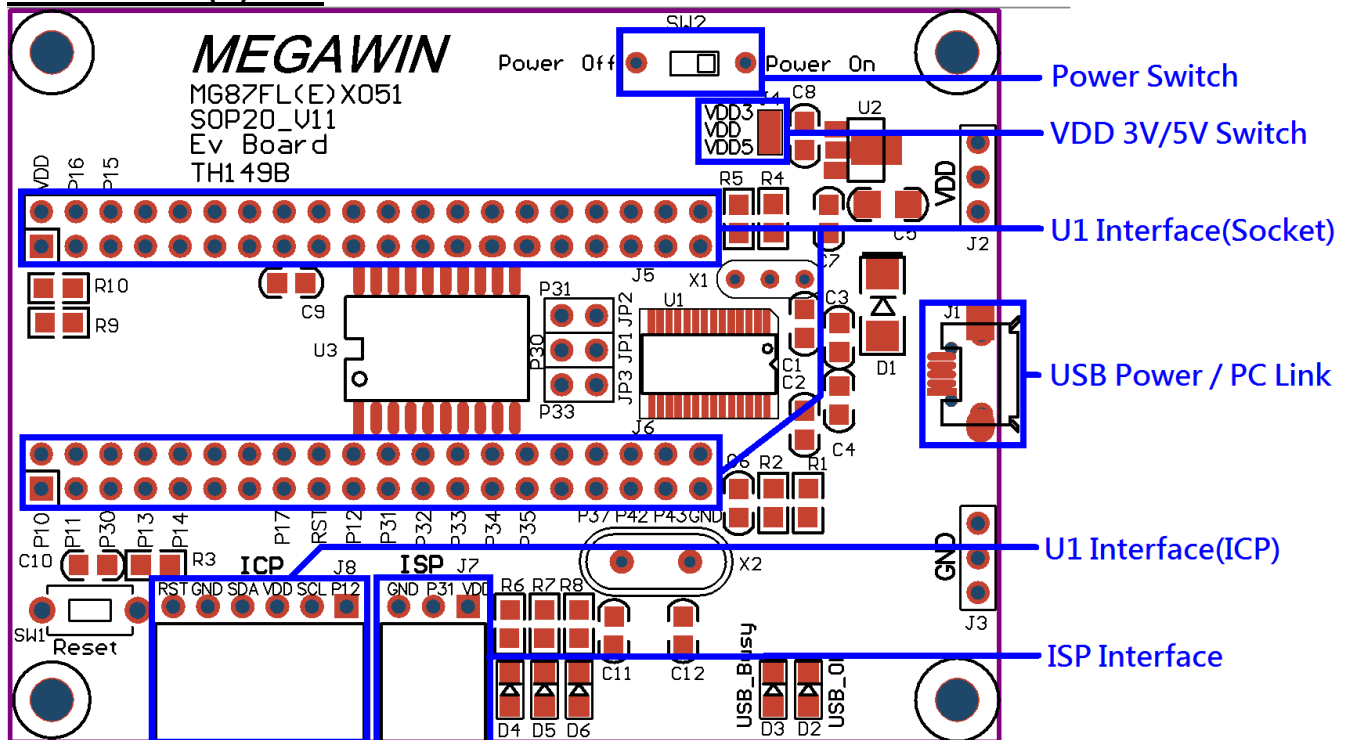 SW2
MEGAWIN
Power Off
Power On
Power Switch
MG87FL(E)X051
SOP20_V11
Ev Board
TH149B
J4
VDD3
VDD
VDD5
C8
U2
VDD 3V/5V Switch
VDD
P16
P15
R5
R4
VDD
C5
J2
U1 Interface(Socket)
J5
C7
X1
R10
R9
C9
P31
JP2
U1
C3
J1
U3
P30
JP1
C1
D1
USB Power / PC Link
C2
JP3
P33
J6
C4
C6
R2
R1
P10
P11
P30
P13
P14
P17
RST
P12
P31
P32
P33
P34
P35
P37
P42
P43
GND
C10
R3
ICP
J8
ISP
J7
X2
GND
U1 Interface(ICP)
RST
GND
SDA
VDD
SCL
P12
GND
P31
VDD
R6
R7
R8
J3
SW1
Reset
C11
C12
USB_Busy
ISP Interface
D4
D5
D6
D3
D2